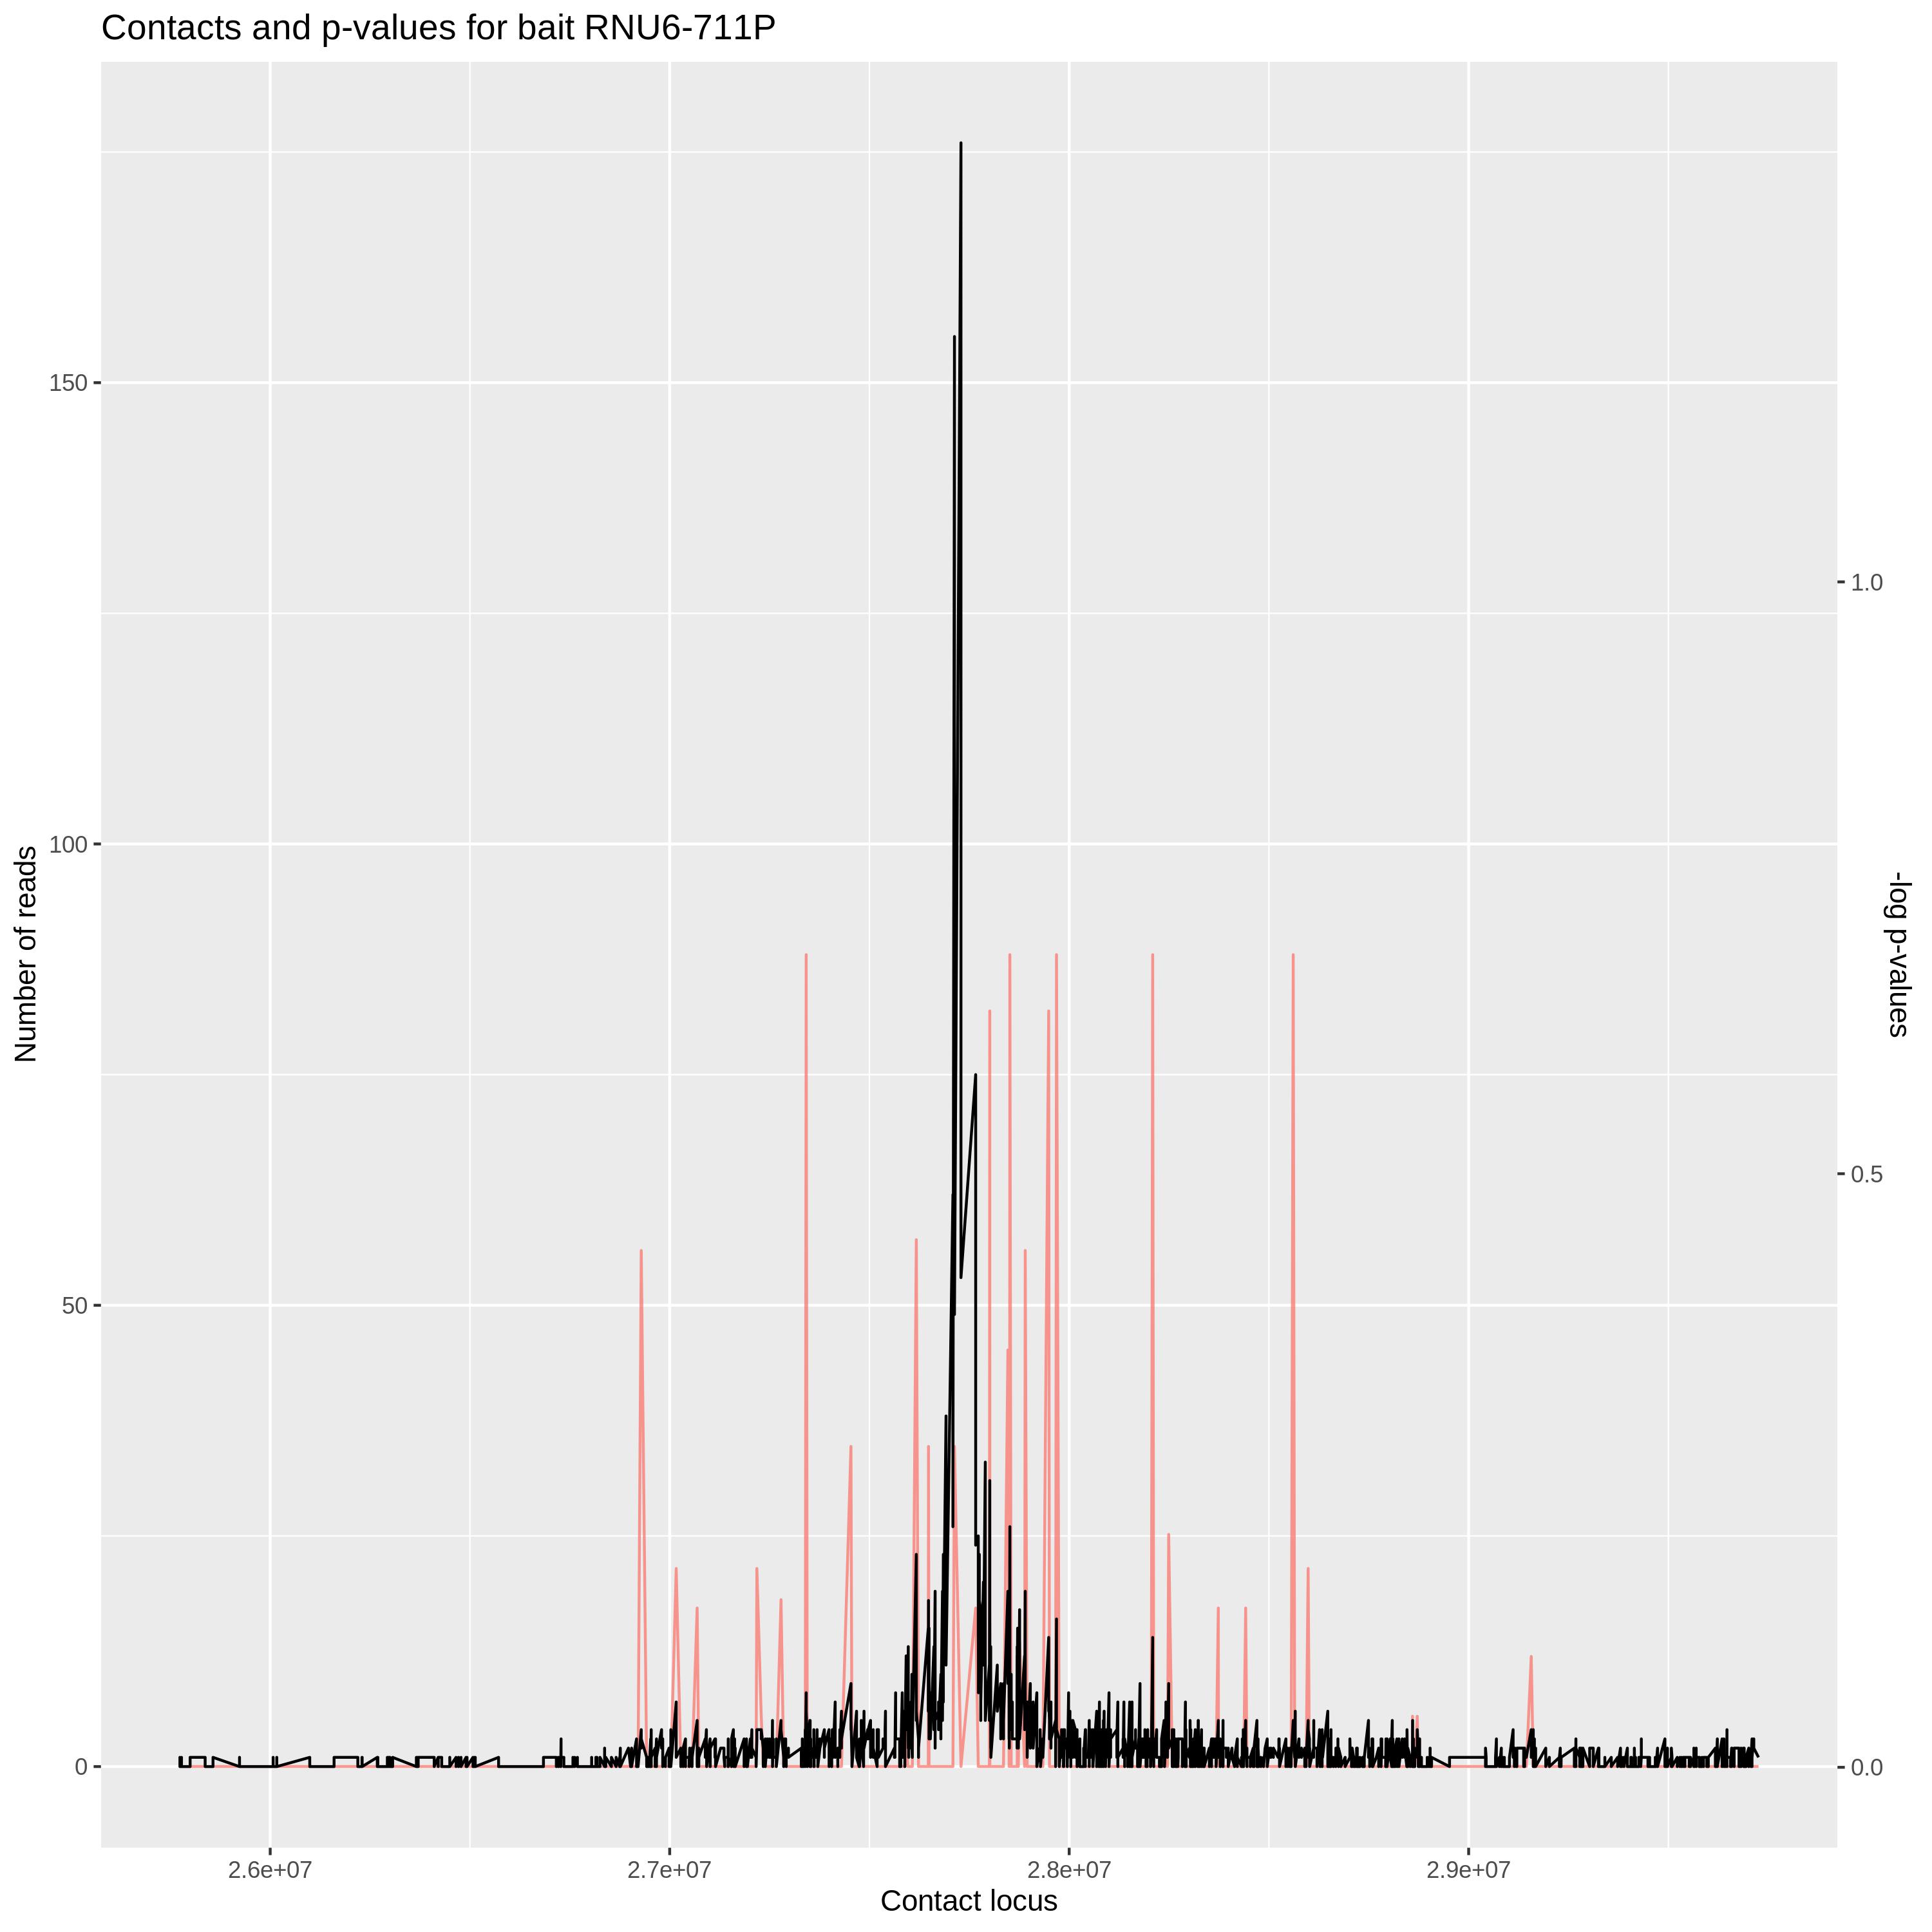 Contacts and p-values for bait RNU6-711P
150
100
50
0
1.0
0.5
0.0
Number of reads
-log p-values
2.6e+07
2.7e+07
2.8e+07
2.9e+07
Contact locus